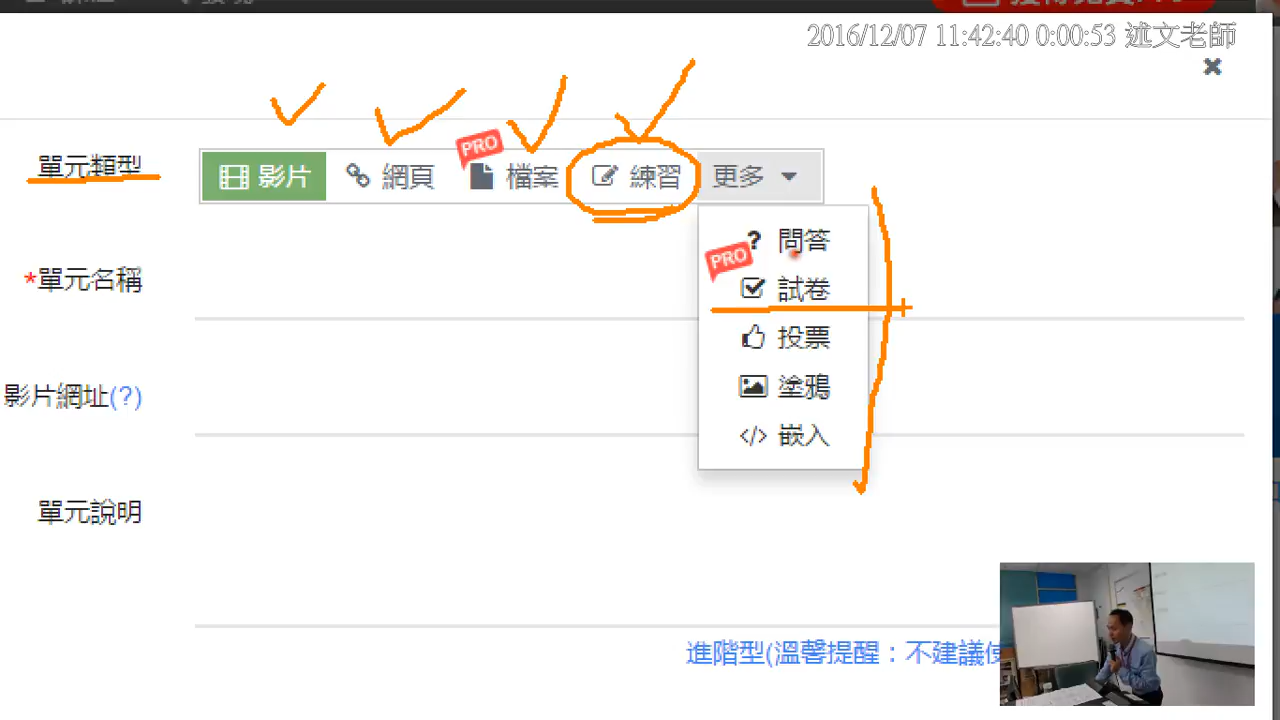 2016/12/07 11:42:40 0:00:53 述文老師
單元類型 影片 網頁 PRO 檔案 練習 更多
? 問答
*單元名稱
PRO
試卷
投票
影片網址(?)
塗鴉
</> 嵌入
單元說明
進階型(溫馨提醒：不建議使